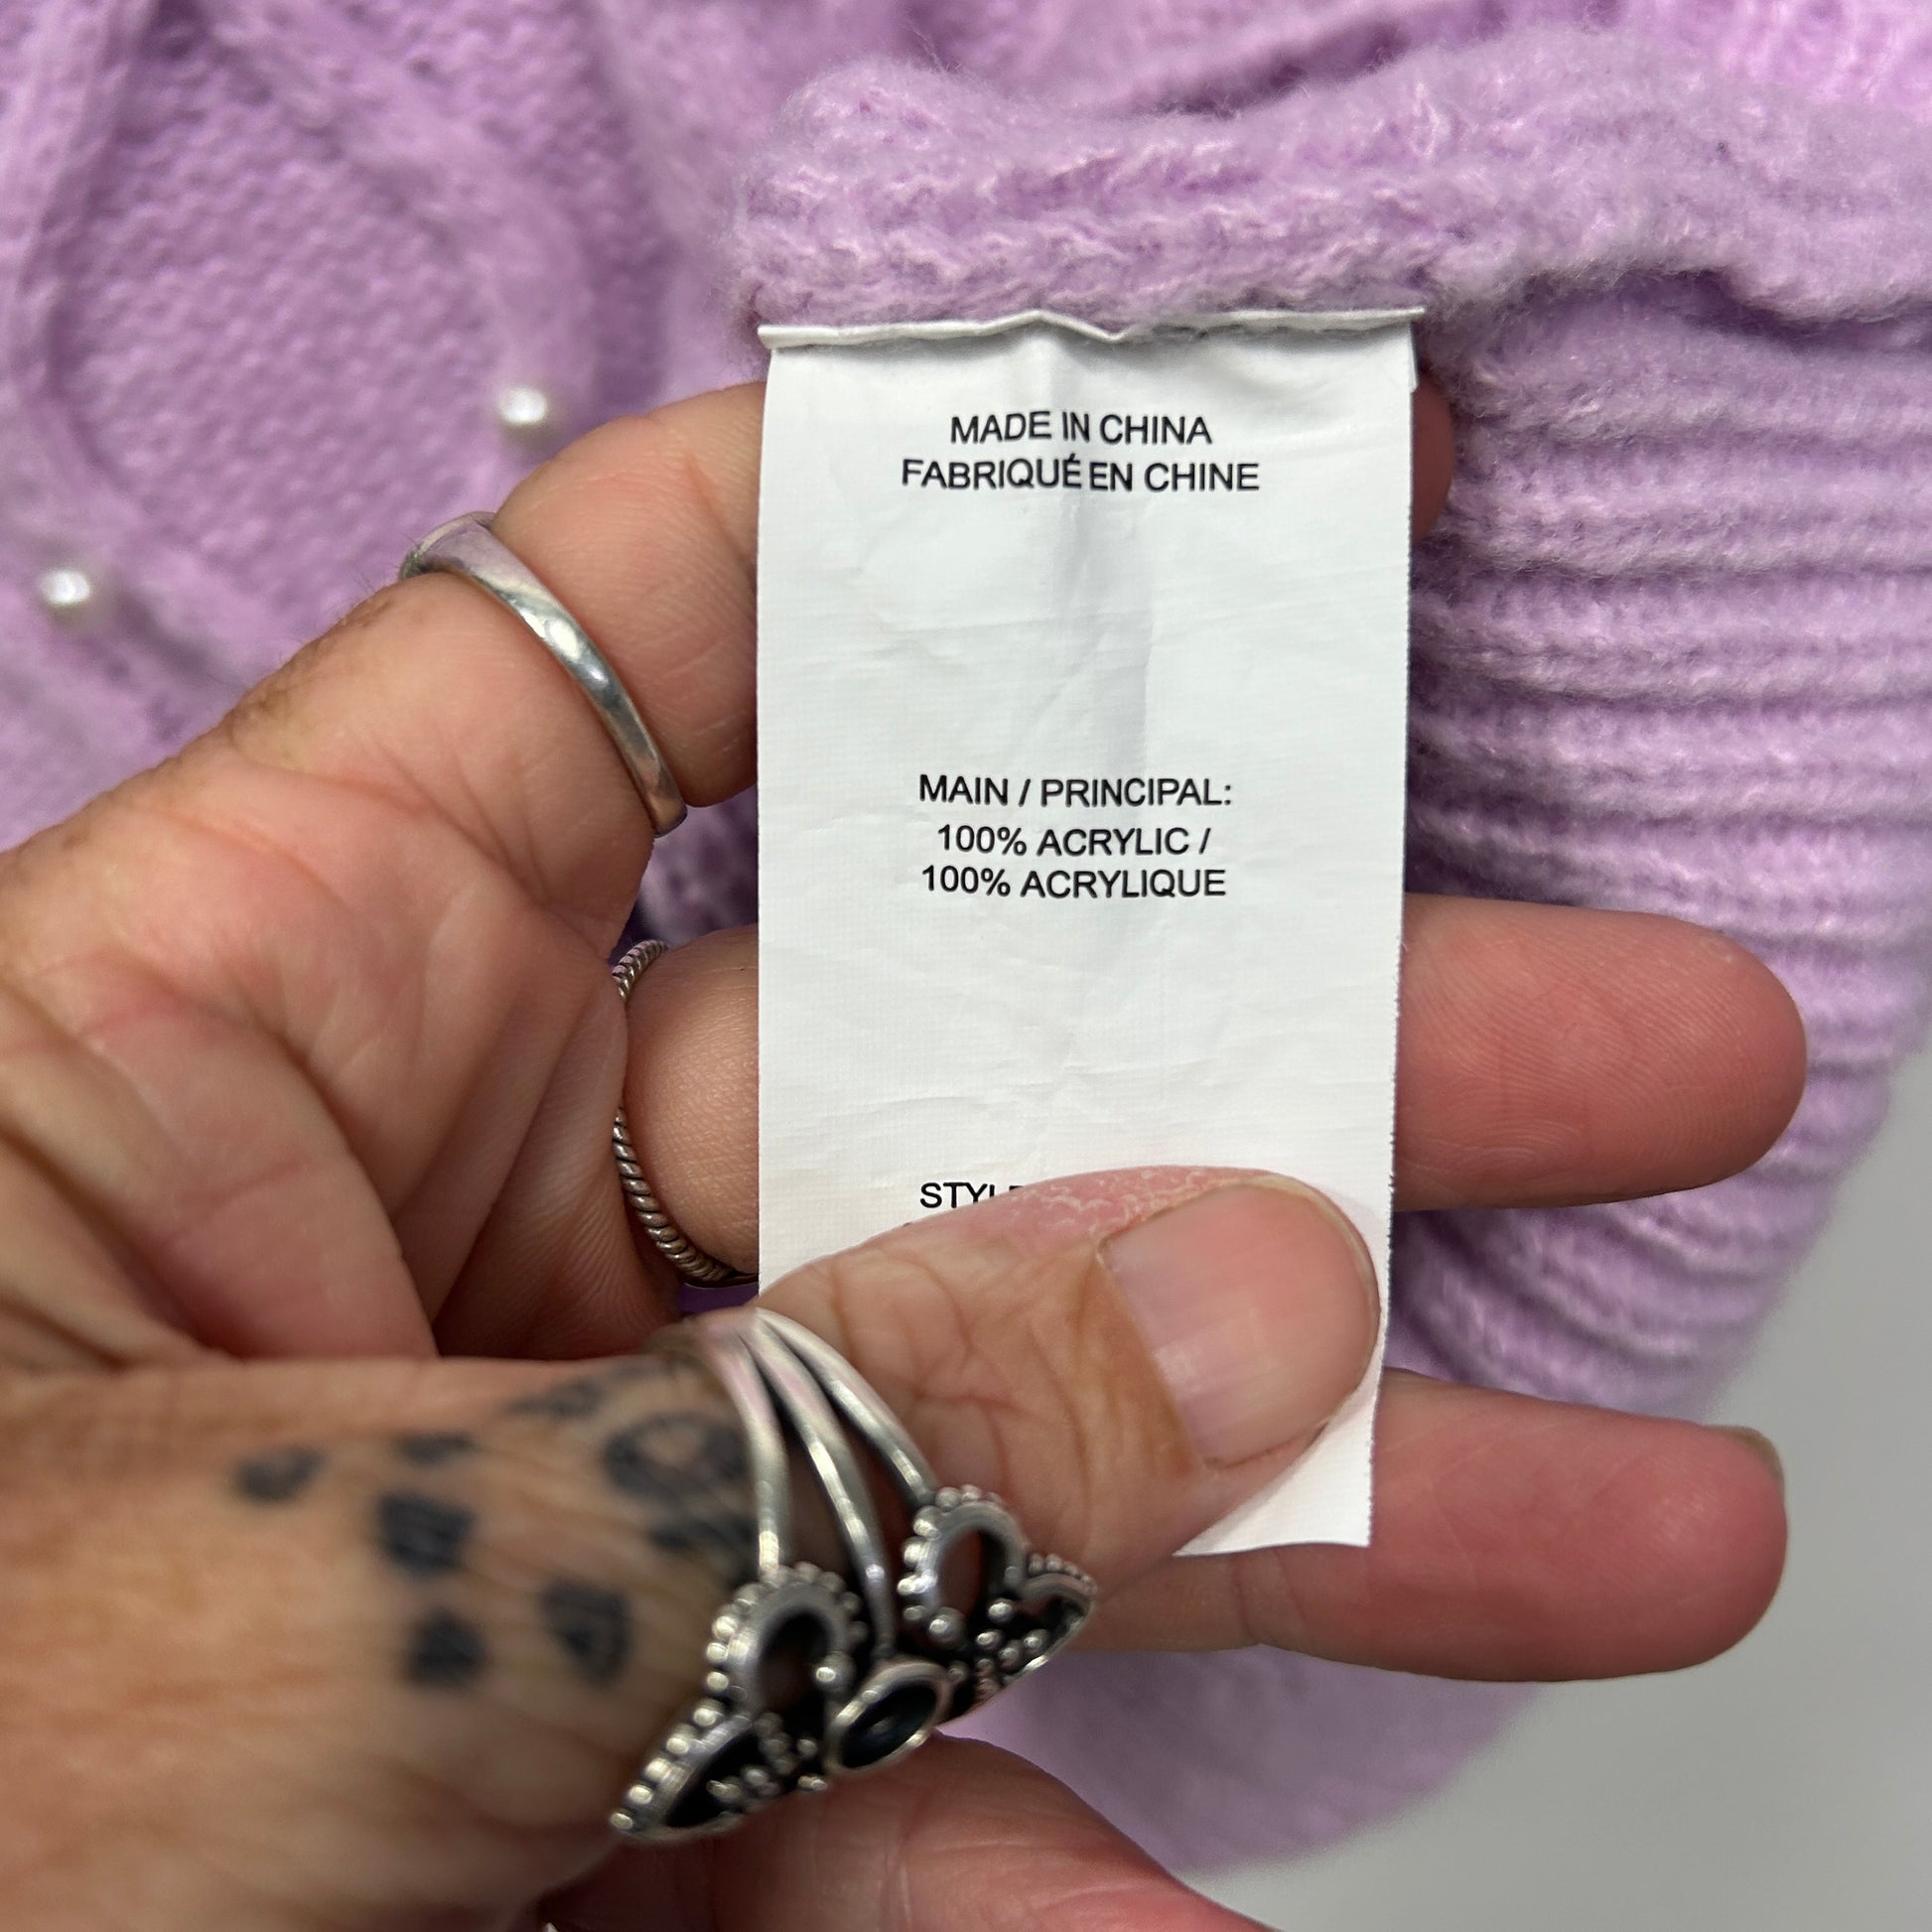 MADE IN CHINA
FABRIQUÉ EN CHINE
MAIN / PRINCIPAL:
100% ACRYLIC /
100% ACRYLIQUE